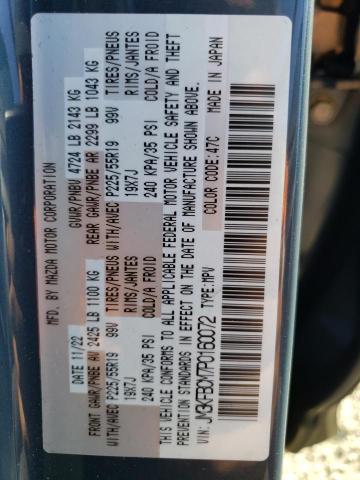 MFD. BY MAZDA MOTOR CORPORATION
DATE 11/22 GVWR/PNBV 4724 LB 2143 KG
FRONT GAWR/PNBE AV 2425 LB 1100 KG REAR GAWR/PNBE AR 2299 LB 1043 KG
WITH/AVEC P225/55R19 99V TIRES/PNEUS WITH/AVEC P225/55R19 99V TIRES/PNEUS
19X7J RIMS/JANTES 19X7J RIMS/JANTES
240 KPA/35 PSI COLD/A FROID 240 KPA/35 PSI COLD/A FROID
THIS VEHICLE CONFORMS TO ALL APPLICABLE FEDERAL MOTOR VEHICLE SAFETY AND THEFT
PREVENTION STANDARDS IN EFFECT ON THE DATE OF MANUFACTURE SHOWN ABOVE.
VIN: TYPE: MPV COLOR CODE: 47C MADE IN JAPAN